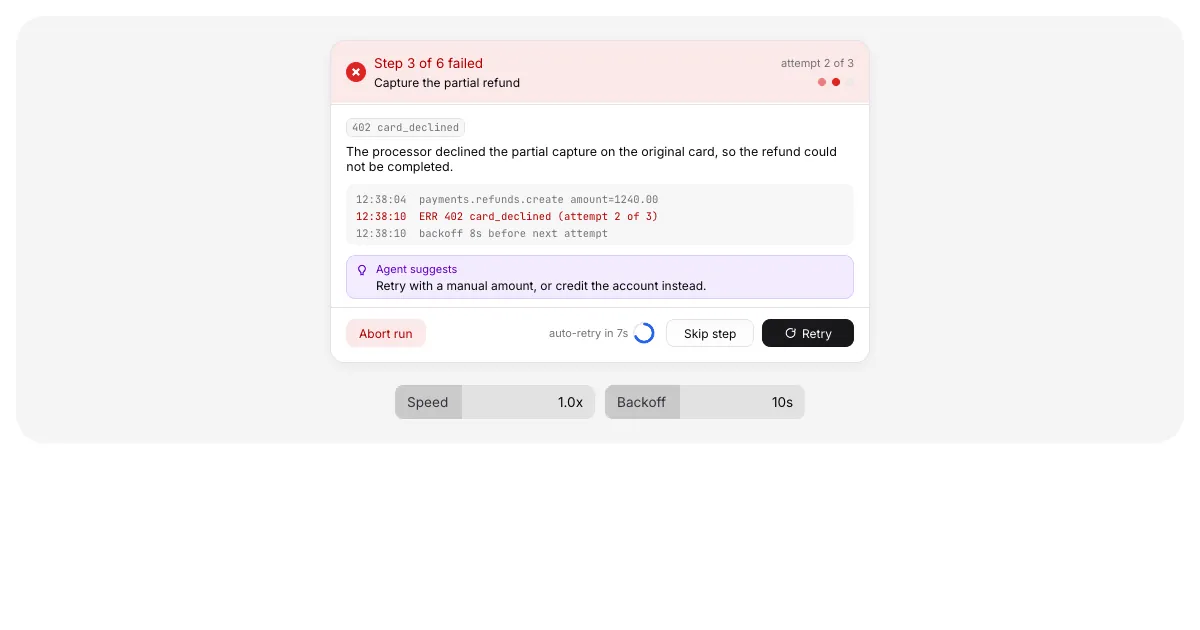 Step 3 of 6 failed
attempt 2 of 3
Capture the partial refund
402 card_declined
The processor declined the partial capture on the original card, so the refund could
not be completed.
12:38:04 payments.refunds.create amount=1240.00
12:38:10 ERR 402 card_declined (attempt 2 of 3)
12:38:10 backoff 8s before next attempt
Agent suggests
Retry with a manual amount, or credit the account instead.
Abort run
auto-retry in 7s
Skip step
Retry
Speed 1.0x
Backoff 10s